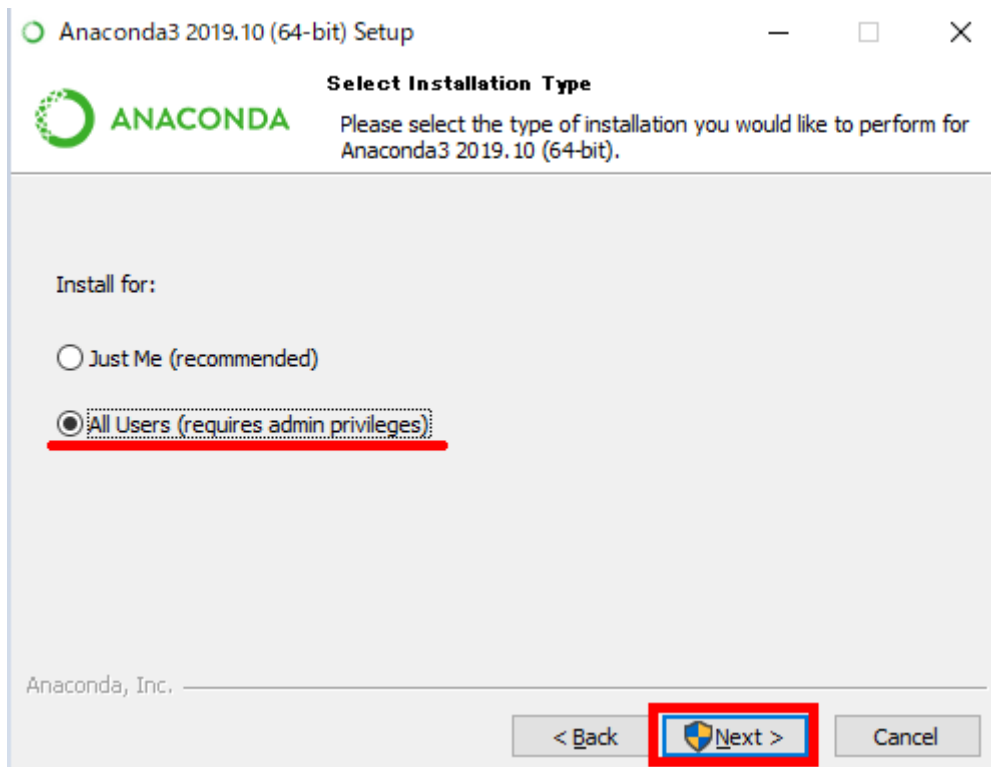 Anaconda3 2019.10 (64-bit) Setup
ANACONDA
Select Installation Type
Please select the type of installation you would like to perform for
Anaconda3 2019.10 (64-bit).
Install for:
Just Me (recommended)
All Users (requires admin privileges)
Anaconda, Inc.
< Back Next > Cancel